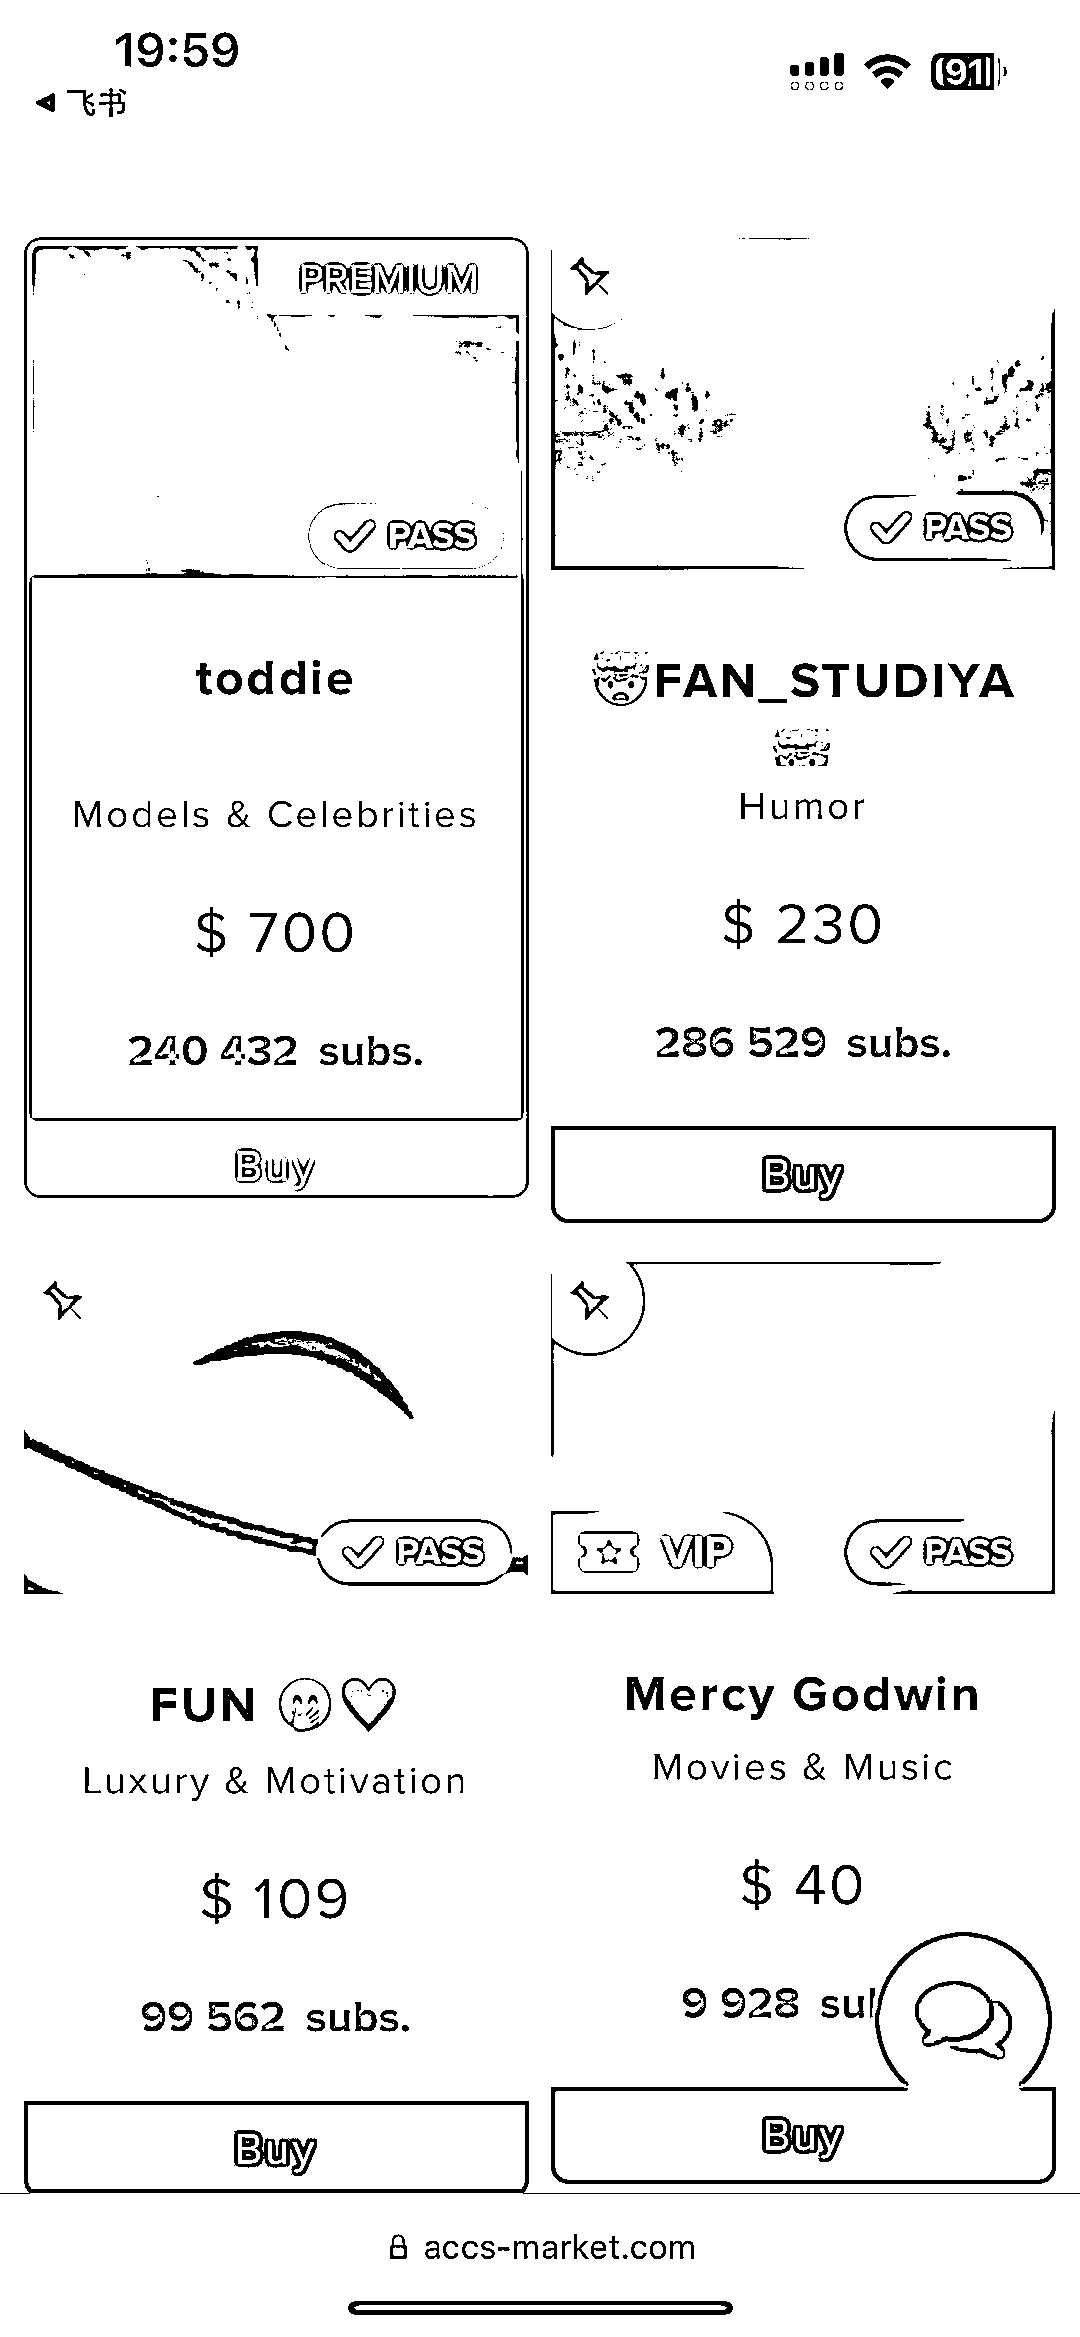 19:59
91
飞书
PREMIUM
PASS
toddie
Models & Celebrities
$ 700
240 432 subs.
Buy
PASS
🤯FAN_STUDIYA
🤯
Humor
$ 230
286 529 subs.
Buy
PASS
FUN 🤭❤
Luxury & Motivation
$ 109
99 562 subs.
Buy
VIP
PASS
Mercy Godwin
Movies & Music
$ 40
9 928
Buy
accs-market.com